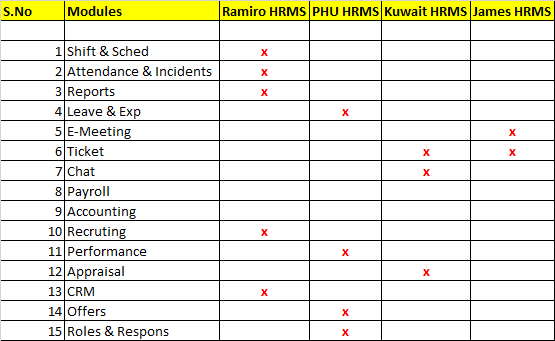 S.No Modules Ramiro HRMS PHU HRMS Kuwait HRMS James HRMS
1 Shift & Sched x
2 Attendance & Incidents x
3 Reports x
4 Leave & Exp x
5 E-Meeting x
6 Ticket x x
7 Chat x
8 Payroll
9 Accounting
10 Recruting x
11 Performance x
12 Appraisal x
13 CRM x
14 Offers x
15 Roles & Respons x